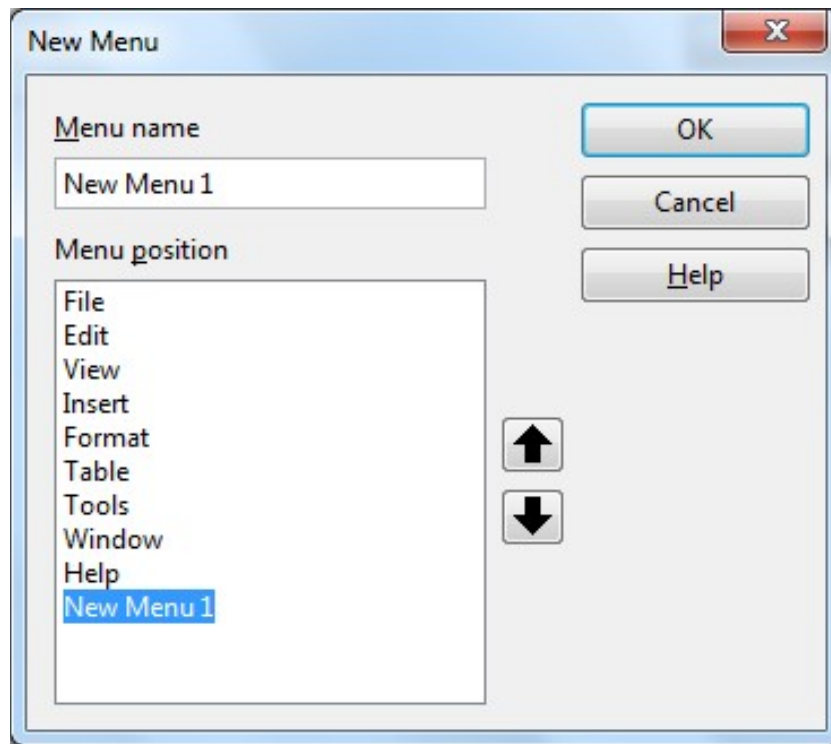 New Menu
Menu name
New Menu 1
Menu position
File
Edit
View
Insert
Format
Table
Tools
Window
Help
New Menu 1
OK
Cancel
Help